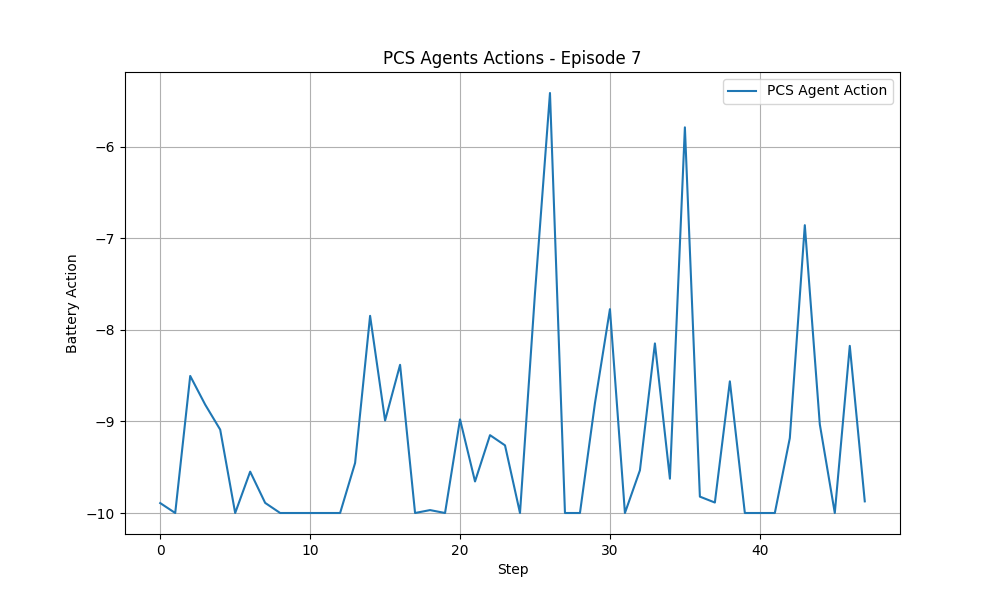 PCS Agents Actions - Episode 7
PCS Agent Action
Battery Action
−6
−7
−8
−9
−10
0 10 20 30 40
Step